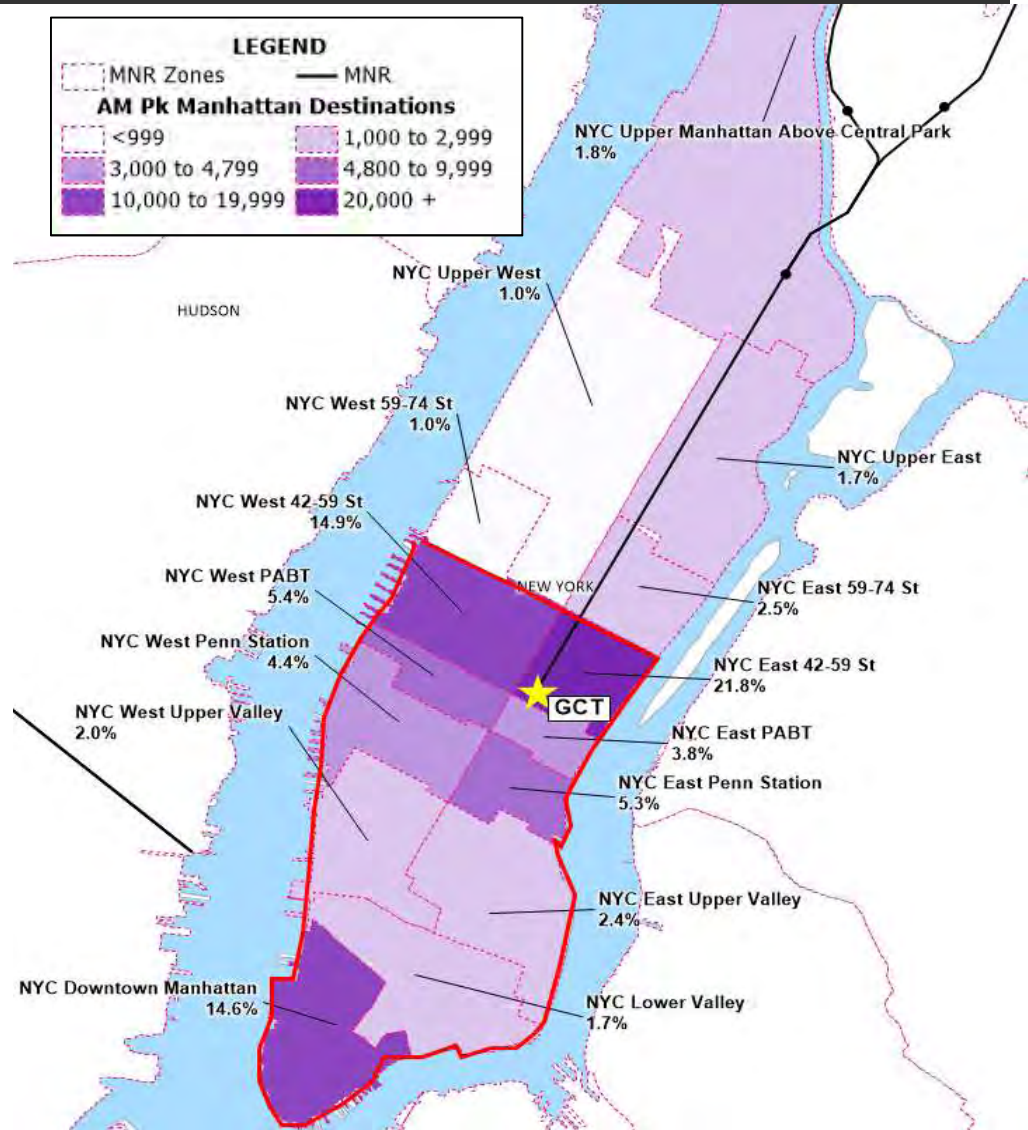 LEGEND
MNR Zones
MNR
AM Pk Manhattan Destinations
<999
1,000 to 2,999
3,000 to 4,799
4,800 to 9,999
10,000 to 19,999
20,000 +
NYC Upper Manhattan Above Central Park
1.8%
NYC Upper West
1.0%
HUDSON
NYC West 59-74 St
1.0%
NYC Upper East
1.7%
NYC West 42-59 St
14.9%
NYC West PABT
5.4%
NEW YORK
NYC East 59-74 St
2.5%
NYC West Penn Station
4.4%
NYC East 42-59 St
21.8%
GCT
NYC West Upper Valley
2.0%
NYC East PABT
3.8%
NYC East Penn Station
5.3%
NYC East Upper Valley
2.4%
NYC Downtown Manhattan
14.6%
NYC Lower Valley
1.7%